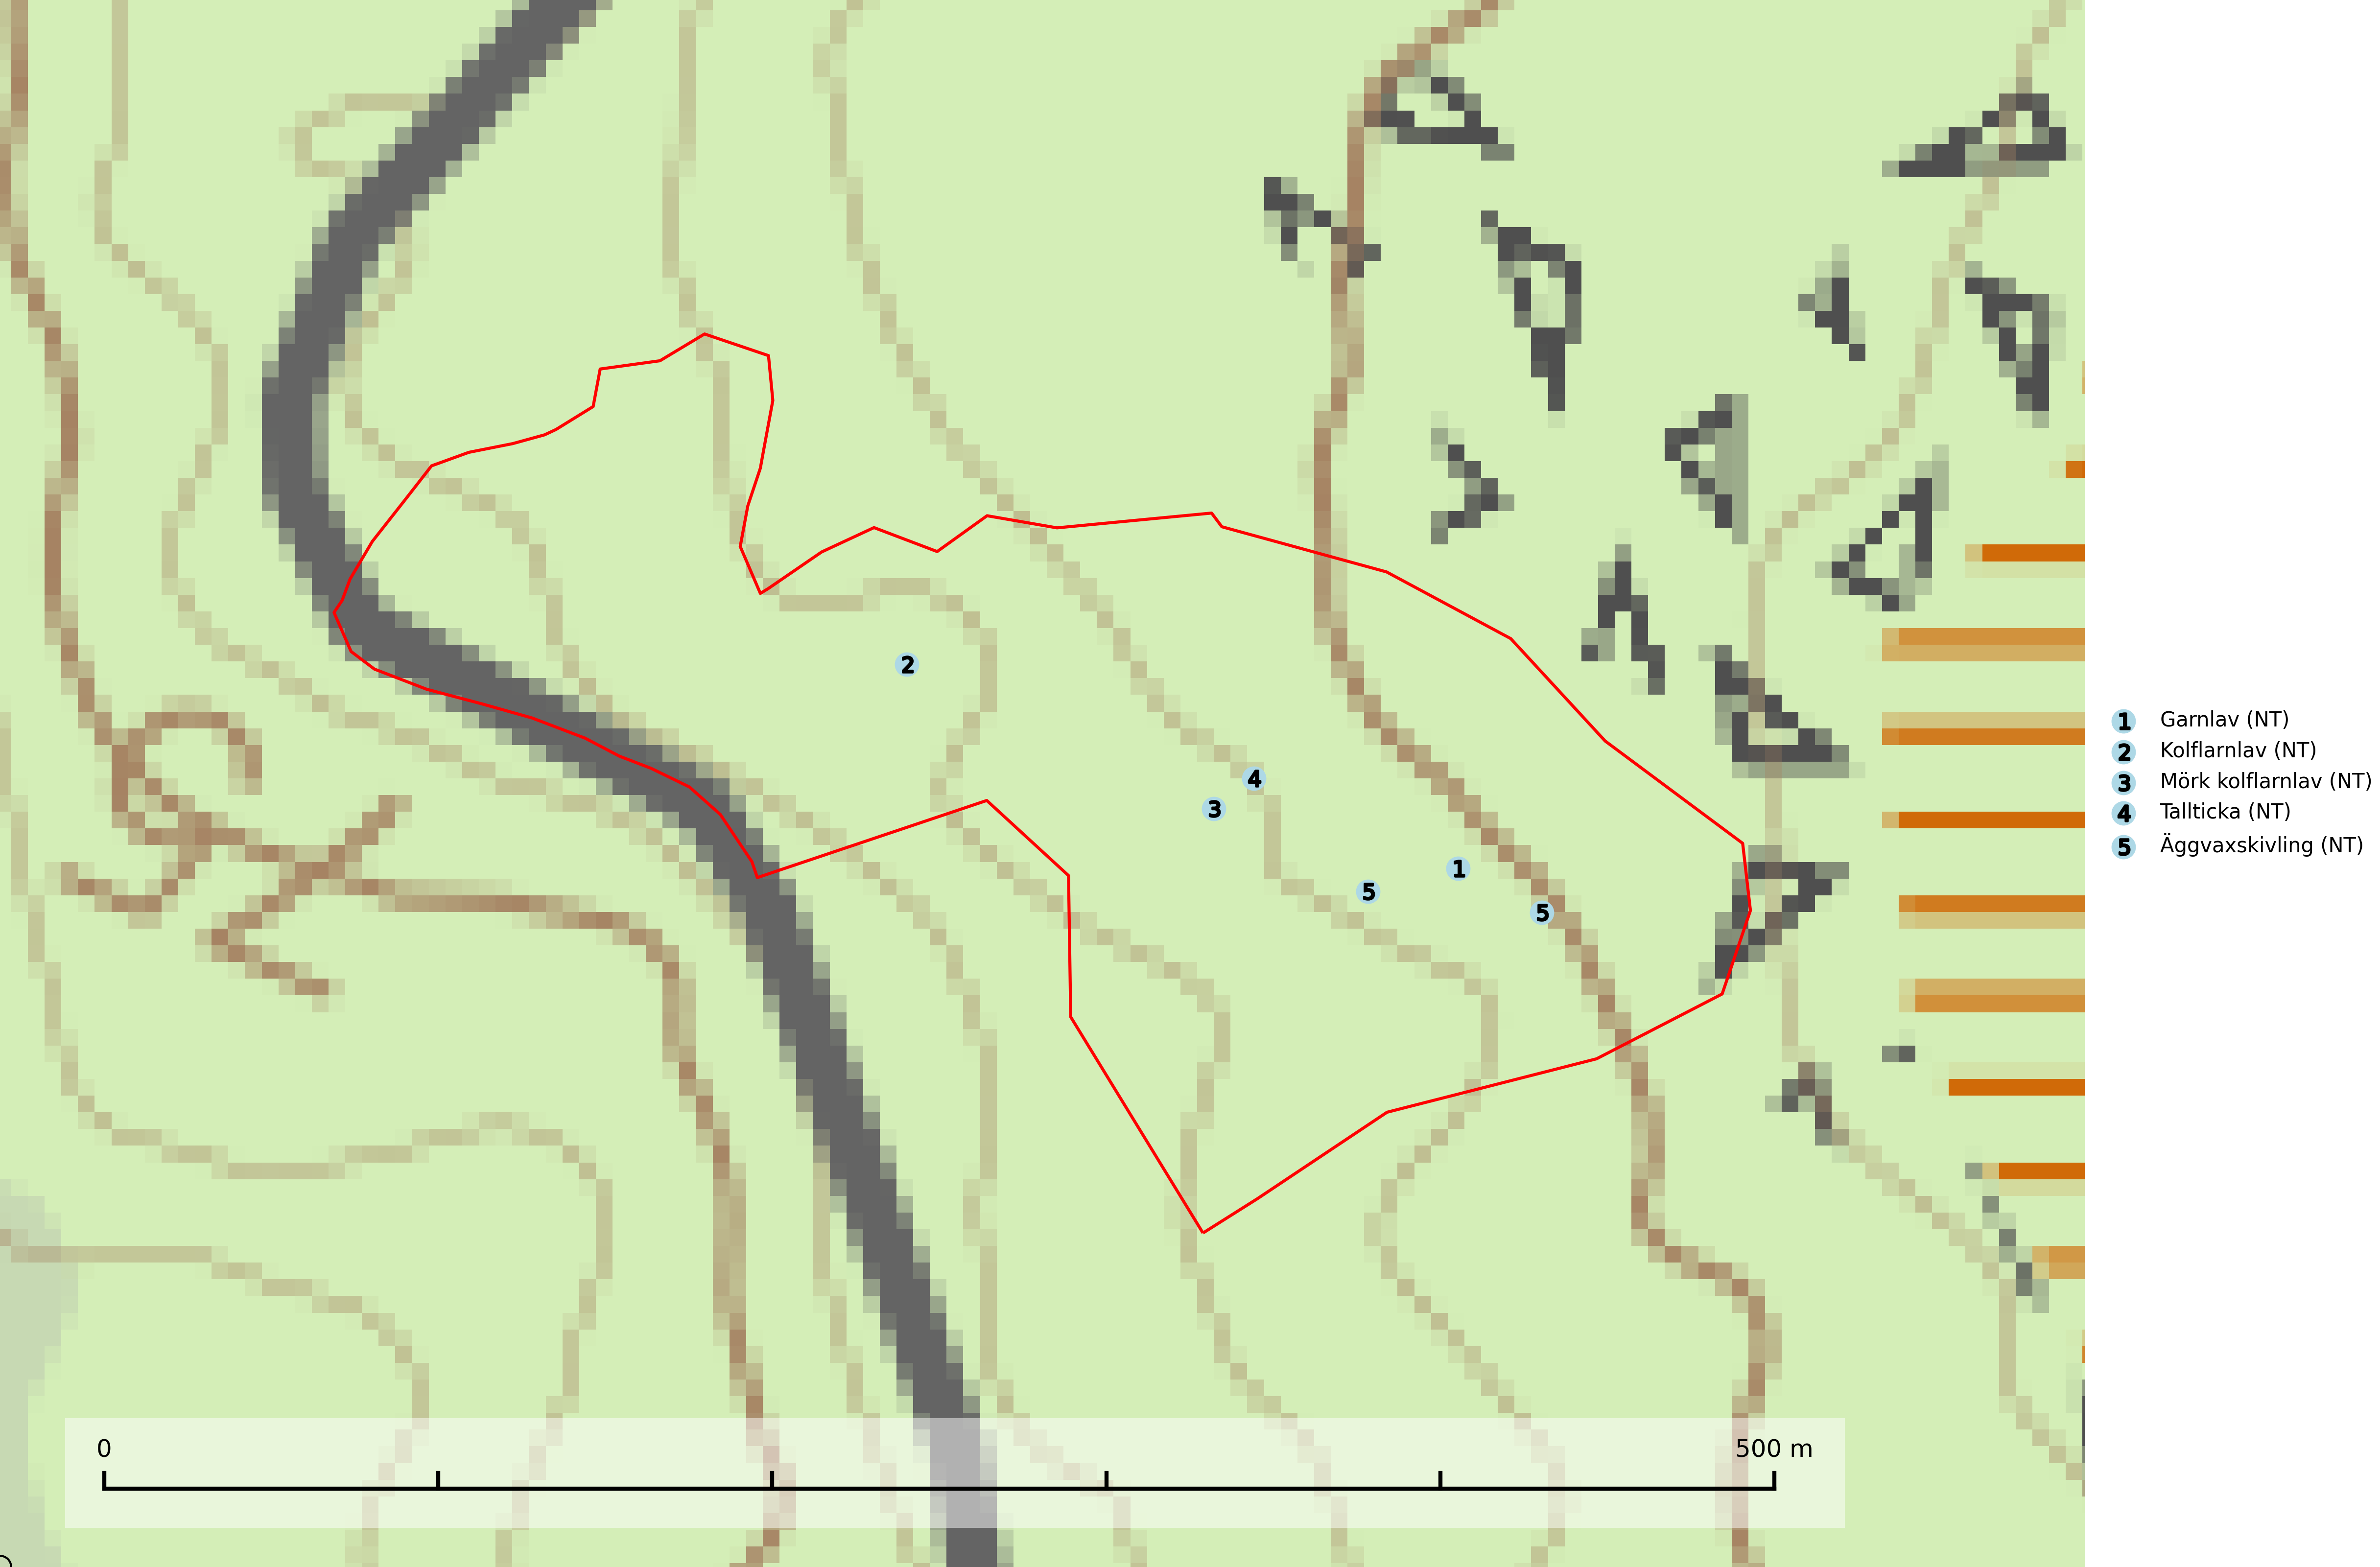 2
4
3
1
5
5
1 Garnlav (NT)
2 Kolflarnlav (NT)
3 Mörk kolflarnlav (NT)
4 Tallticka (NT)
5 Äggvaxskivling (NT)
0 500 m